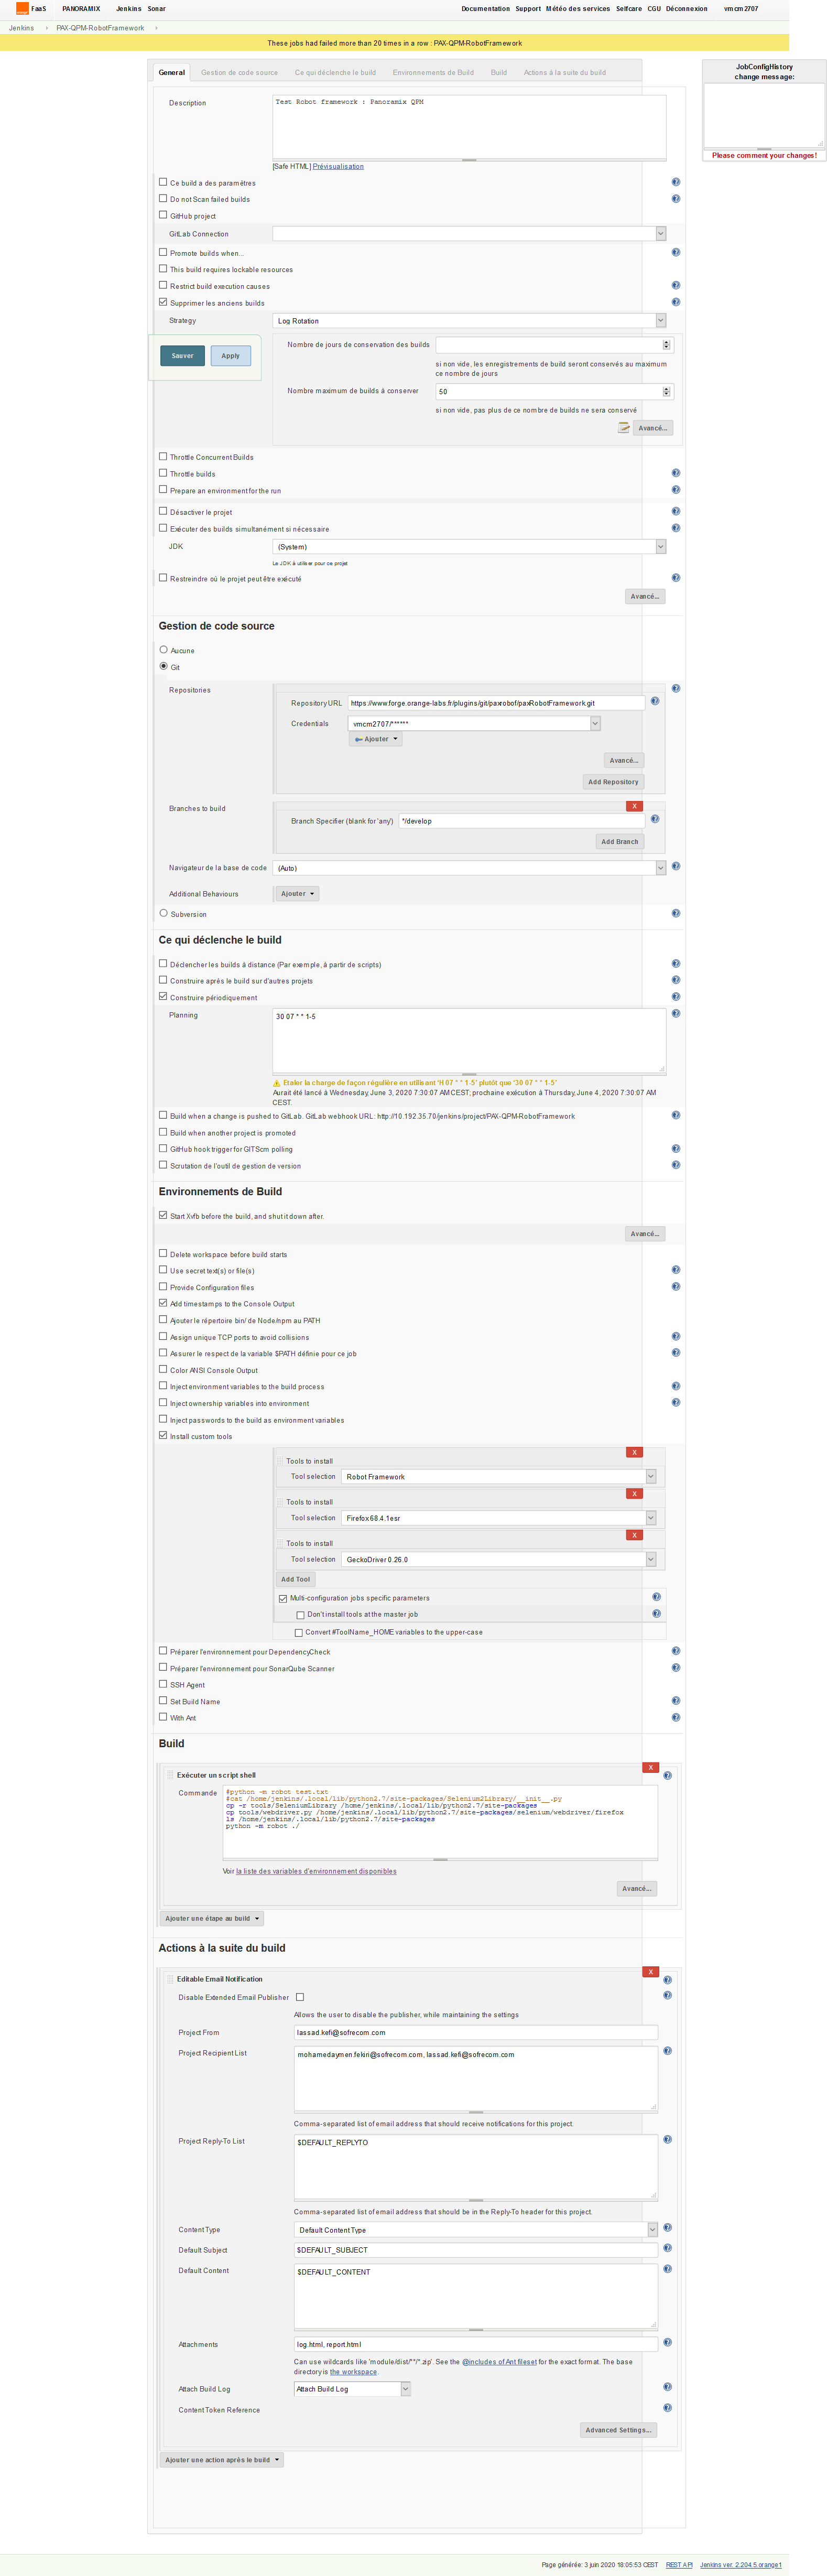 FaaS PANORAMIX Jenkins Sonar Documentation Support Météo des services Selfcare CGU Déconnexion vmcm2707
Jenkins › PAX-QPM-RobotFramework ›
These jobs had failed more than 20 times in a row : PAX-QPM-RobotFramework
General Gestion de code source Ce qui déclenche le build Environnements de Build Build Actions à la suite du build
JobConfigHistory
change message:
Please comment your changes!
Description Test Robot framework : Panoramix QPM
[Safe HTML] Prévisualisation
Ce build a des paramètres
Do not Scan failed builds
GitHub project
GitLab Connection
Promote builds when...
This build requires lockable resources
Restrict build execution causes
Supprimer les anciens builds
Strategy Log Rotation
Sauver Apply
Nombre de jours de conservation des builds
si non vide, les enregistrements de build seront conservés au maximum
ce nombre de jours
Nombre maximum de builds à conserver 50
si non vide, pas plus de ce nombre de builds ne sera conservé
Avancé...
Throttle Concurrent Builds
Throttle builds
Prepare an environment for the run
Désactiver le projet
Exécuter des builds simultanément si nécessaire
JDK (System)
Le JDK à utiliser pour ce projet
Restreindre où le projet peut être exécuté
Avancé...
Gestion de code source
Aucune
Git
Repositories
Repository URL https://www.forge.orange-labs.fr/plugins/git/paxrobof/paxRobotFramework.git
Credentials vmcm2707/******
Ajouter
Avancé...
Add Repository
Branches to build X
Branch Specifier (blank for 'any') */develop
Add Branch
Navigateur de la base de code (Auto)
Additional Behaviours Ajouter
Subversion
Ce qui déclenche le build
Déclencher les builds à distance (Par exemple, à partir de scripts)
Construire après le build sur d'autres projets
Construire périodiquement
Planning 30 07 * * 1-5
Etaler la charge de façon régulière en utilisant 'H 07 * * 1-5' plutôt que '30 07 * * 1-5'
Aurait été lancé à Wednesday, June 3, 2020 7:30:07 AM CEST; prochaine exécution à Thursday, June 4, 2020 7:30:07 AM
CEST.
Build when a change is pushed to GitLab. GitLab webhook URL: http://10.192.35.70/jenkins/project/PAX-QPM-RobotFramework
Build when another project is promoted
GitHub hook trigger for GITScm polling
Scrutation de l'outil de gestion de version
Environnements de Build
Start Xvfb before the build, and shut it down after.
Avancé...
Delete workspace before build starts
Use secret text(s) or file(s)
Provide Configuration files
Add timestamps to the Console Output
Ajouter le répertoire bin/ de Node/npm au PATH
Assign unique TCP ports to avoid collisions
Assurer le respect de la variable $PATH définie pour ce job
Color ANSI Console Output
Inject environment variables to the build process
Inject ownership variables into environment
Inject passwords to the build as environment variables
Install custom tools
X
Tools to install
Tool selection Robot Framework
X
Tools to install
Tool selection Firefox 68.4.1esr
X
Tools to install
Tool selection GeckoDriver 0.26.0
Add Tool
Multi-configuration jobs specific parameters
Don't install tools at the master job
Convert #ToolName_HOME variables to the upper-case
Préparer l'environnement pour DependencyCheck
Préparer l'environnement pour SonarQube Scanner
SSH Agent
Set Build Name
With Ant
Build
X
Exécuter un script shell
Commande #python -m robot test.txt
#cat /home/jenkins/.local/lib/python2.7/site-packages/Selenium2Library/__init__.py
cp -r tools/SeleniumLibrary /home/jenkins/.local/lib/python2.7/site-packages
cp tools/webdriver.py /home/jenkins/.local/lib/python2.7/site-packages/selenium/webdriver/firefox
ls /home/jenkins/.local/lib/python2.7/site-packages
python -m robot ./
Voir la liste des variables d'environnement disponibles
Avancé...
Ajouter une étape au build
Actions à la suite du build
X
Editable Email Notification
Disable Extended Email Publisher
Allows the user to disable the publisher, while maintaining the settings
Project From lassad.kefi@sofrecom.com
Project Recipient List mohamedaymen.fekiri@sofrecom.com, lassad.kefi@sofrecom.com
Comma-separated list of email address that should receive notifications for this project.
Project Reply-To List $DEFAULT_REPLYTO
Comma-separated list of email address that should be in the Reply-To header for this project.
Content Type Default Content Type
Default Subject $DEFAULT_SUBJECT
Default Content $DEFAULT_CONTENT
Attachments log.html, report.html
Can use wildcards like 'module/dist/**/*.zip'. See the @includes of Ant fileset for the exact format. The base
directory is the workspace.
Attach Build Log Attach Build Log
Content Token Reference
Advanced Settings...
Ajouter une action après le build
Page générée: 3 juin 2020 18:05:53 CEST REST API Jenkins ver. 2.204.5.orange1